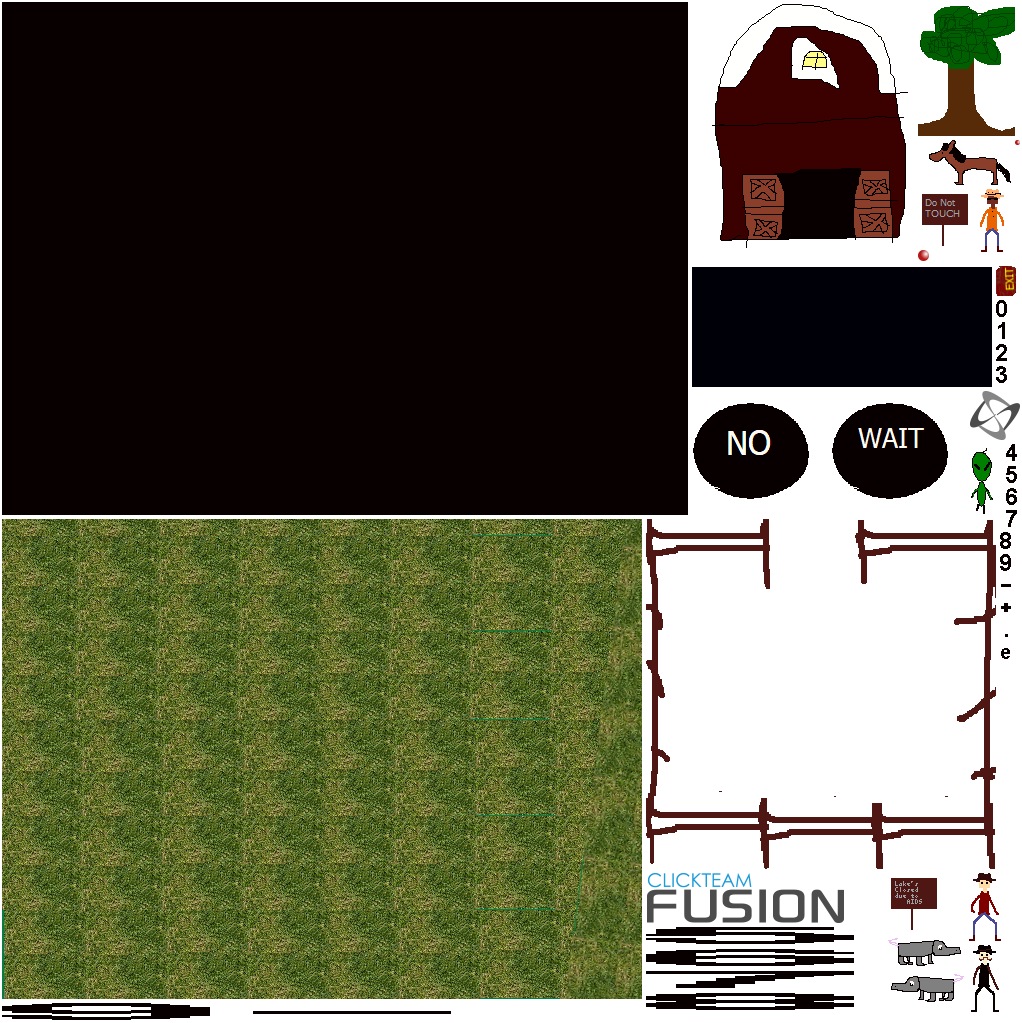 Do Not
TOUCH
EXIT
0
1
2
3
NO
WAIT
4
5
6
7
8
9
-
+
.
e
CLICKTEAM
FUSION
Lake's
Closed
due to
AIDS